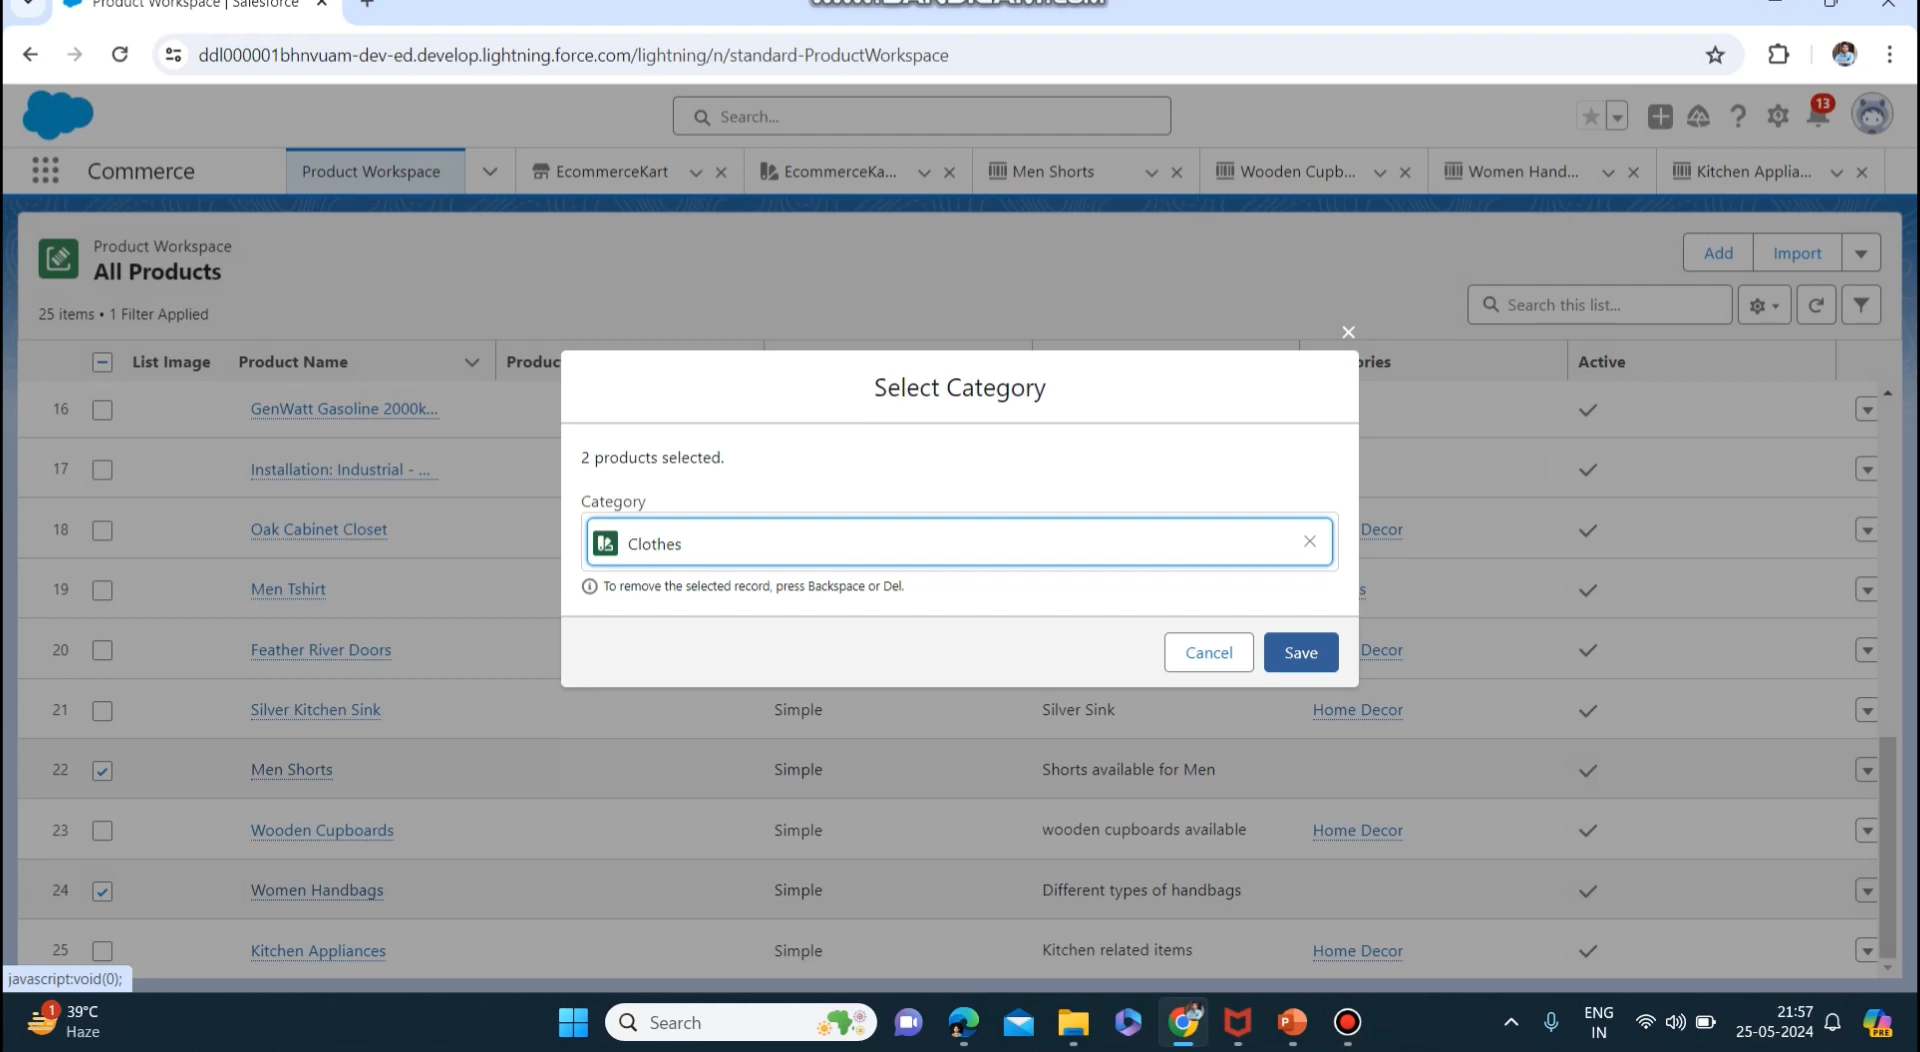 Product Workspace | Salesforce
www.BANDICAM.com
ddl000001bhnvuam-dev-ed.develop.lightning.force.com/lightning/n/standard-ProductWorkspace
Search...
13
Commerce
Product Workspace
EcommerceKart
EcommerceKa...
Men Shorts
Wooden Cupb...
Women Hand...
Kitchen Applia...
Product Workspace
All Products
Add
Import
25 items • 1 Filter Applied
Search this list...
List Image
Product Name
Produc
ories
Active
16
GenWatt Gasoline 2000k...
17
Installation: Industrial - ...
18
Oak Cabinet Closet
Decor
19
Men Tshirt
s
20
Feather River Doors
Decor
21
Silver Kitchen Sink
Simple
Silver Sink
Home Decor
22
Men Shorts
Simple
Shorts available for Men
23
Wooden Cupboards
Simple
wooden cupboards available
Home Decor
24
Women Handbags
Simple
Different types of handbags
25
Kitchen Appliances
Simple
Kitchen related items
Home Decor
Select Category
2 products selected.
Category
Clothes
To remove the selected record, press Backspace or Del.
Cancel
Save
javascript:void(0);
1
39°C
Haze
Search
ENG
IN
21:57
25-05-2024
PRE